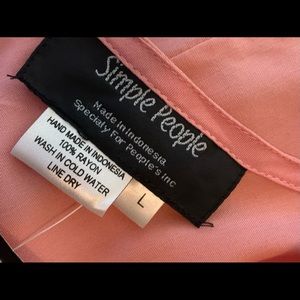 Simple People
Made in Indonesia
Specialty For People's inc
HAND MADE IN INDONESIA
100% RAYON
WASH IN COLD WATER
LINE DRY
L